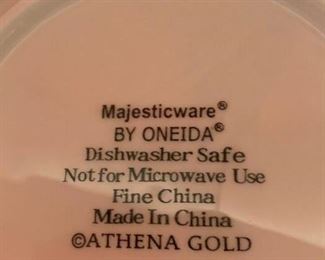 Majesticware®
BY ONEIDA®
Dishwasher Safe
Not for Microwave Use
Fine China
Made In China
©ATHENA GOLD